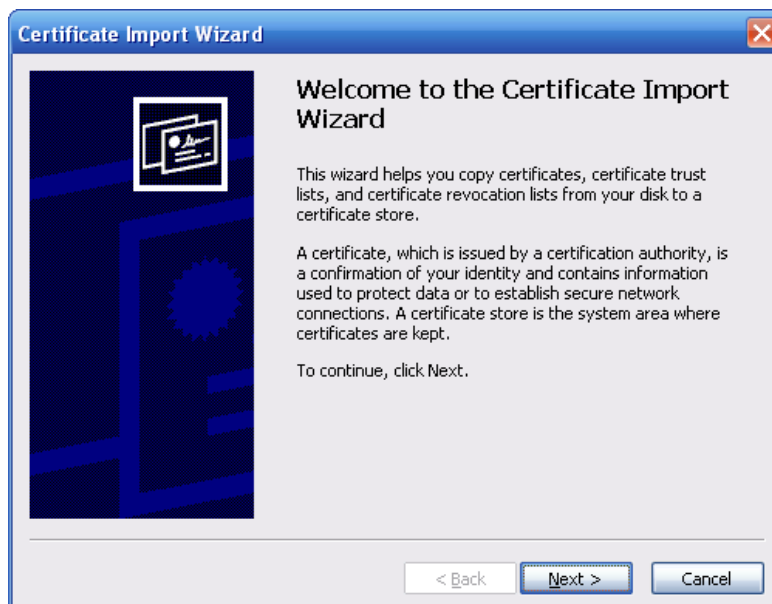 Certificate Import Wizard
Welcome to the Certificate Import
Wizard
This wizard helps you copy certificates, certificate trust
lists, and certificate revocation lists from your disk to a
certificate store.
A certificate, which is issued by a certification authority, is
a confirmation of your identity and contains information
used to protect data or to establish secure network
connections. A certificate store is the system area where
certificates are kept.
To continue, click Next.
< Back
Next >
Cancel